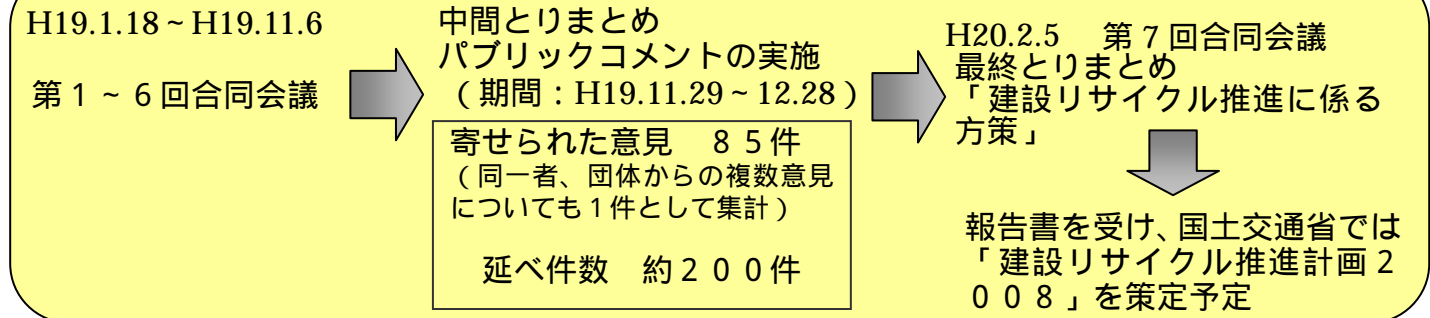 H19.1.18～H19.11.6
第1～6回合同会議
中間とりまとめ
パブリックコメントの実施
(期間:H19.11.29～12.28)
寄せられた意見 85件
(同一者、団体からの複数意見
についても1件として集計)
延べ件数 約200件
H20.2.5 第7回合同会議
最終とりまとめ
「建設リサイクル推進に係る
方策」
報告書を受け、国土交通省では
「建設リサイクル推進計画2
008」を策定予定